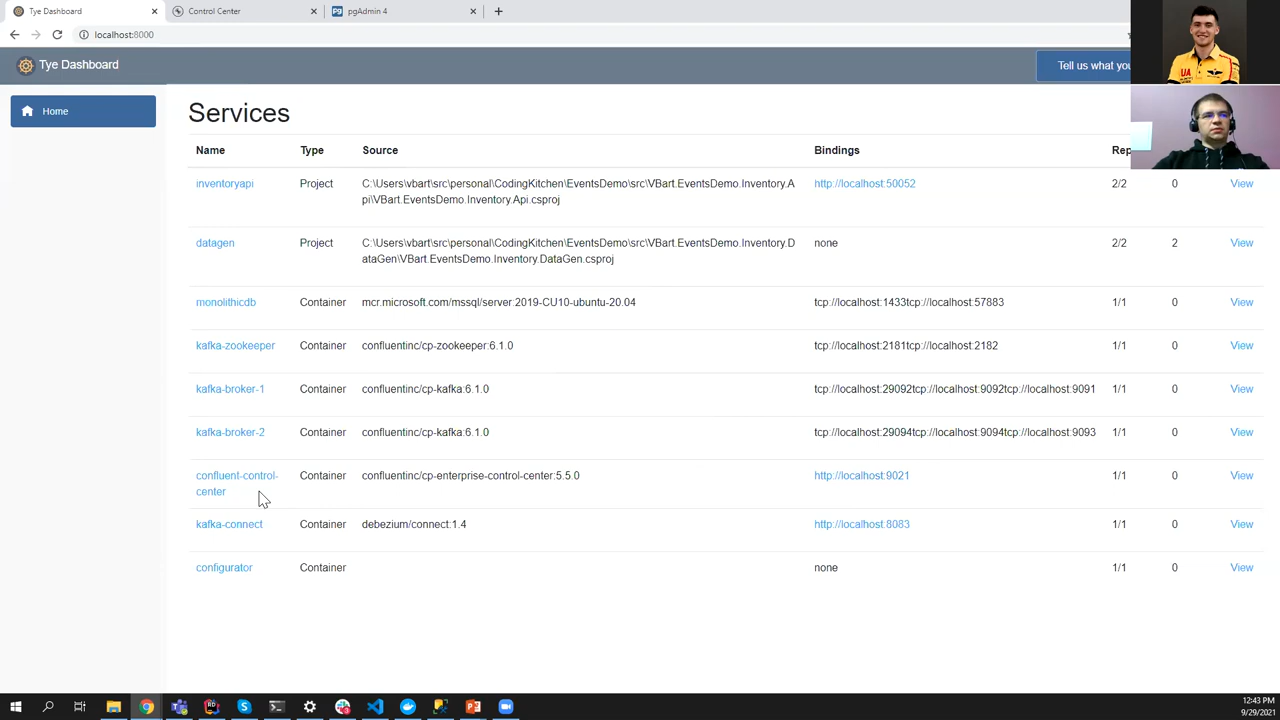 Tye Dashboard
Control Center
pgAdmin 4
localhost:8000
Tye Dashboard
Tell us what you
Home
Services
Name Type Source Bindings Rep
inventoryapi Project C:\Users\vbart\src\personal\CodingKitchen\EventsDemo\src\VBart.EventsDemo.Inventory.A http://localhost:50052 2/2 0 View
pi\VBart.EventsDemo.Inventory.Api.csproj
datagen Project C:\Users\vbart\src\personal\CodingKitchen\EventsDemo\src\VBart.EventsDemo.Inventory.D none 2/2 2 View
ataGen\VBart.EventsDemo.Inventory.DataGen.csproj
monolithicdb Container mcr.microsoft.com/mssql/server:2019-CU10-ubuntu-20.04 tcp://localhost:1433tcp://localhost:57883 1/1 0 View
kafka-zookeeper Container confluentinc/cp-zookeeper:6.1.0 tcp://localhost:2181tcp://localhost:2182 1/1 0 View
kafka-broker-1 Container confluentinc/cp-kafka:6.1.0 tcp://localhost:29092tcp://localhost:9092tcp://localhost:9091 1/1 0 View
kafka-broker-2 Container confluentinc/cp-kafka:6.1.0 tcp://localhost:29094tcp://localhost:9094tcp://localhost:9093 1/1 0 View
confluent-control- Container confluentinc/cp-enterprise-control-center:5.5.0 http://localhost:9021 1/1 0 View
center
kafka-connect Container debezium/connect:1.4 http://localhost:8083 1/1 0 View
configurator Container none 1/1 0 View
12:43 PM
9/29/2021